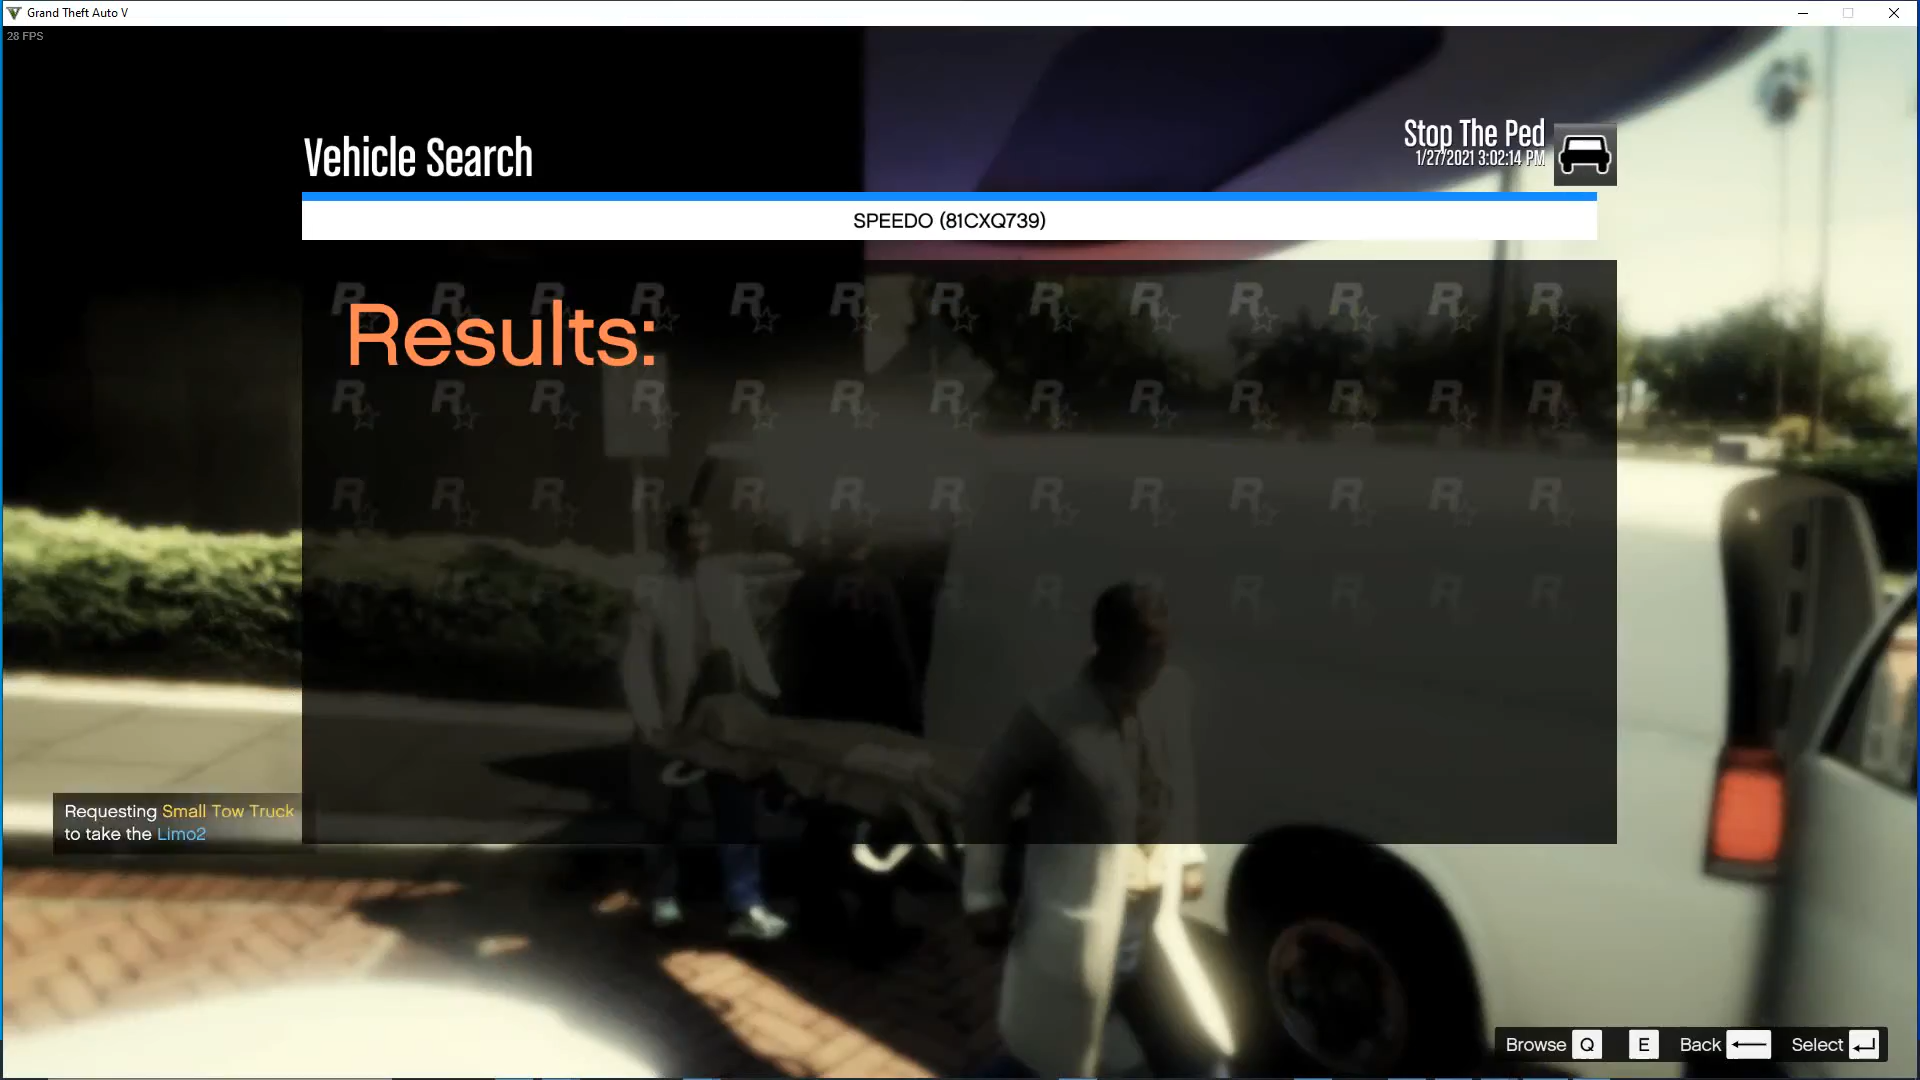 Grand Theft Auto V
28 FPS
Vehicle Search
Stop The Ped
1/27/2021 3:02:14 PM
SPEEDO (81CXQ739)
Results:
Requesting Small Tow Truck
to take the Limo2
Browse Q E Back Select